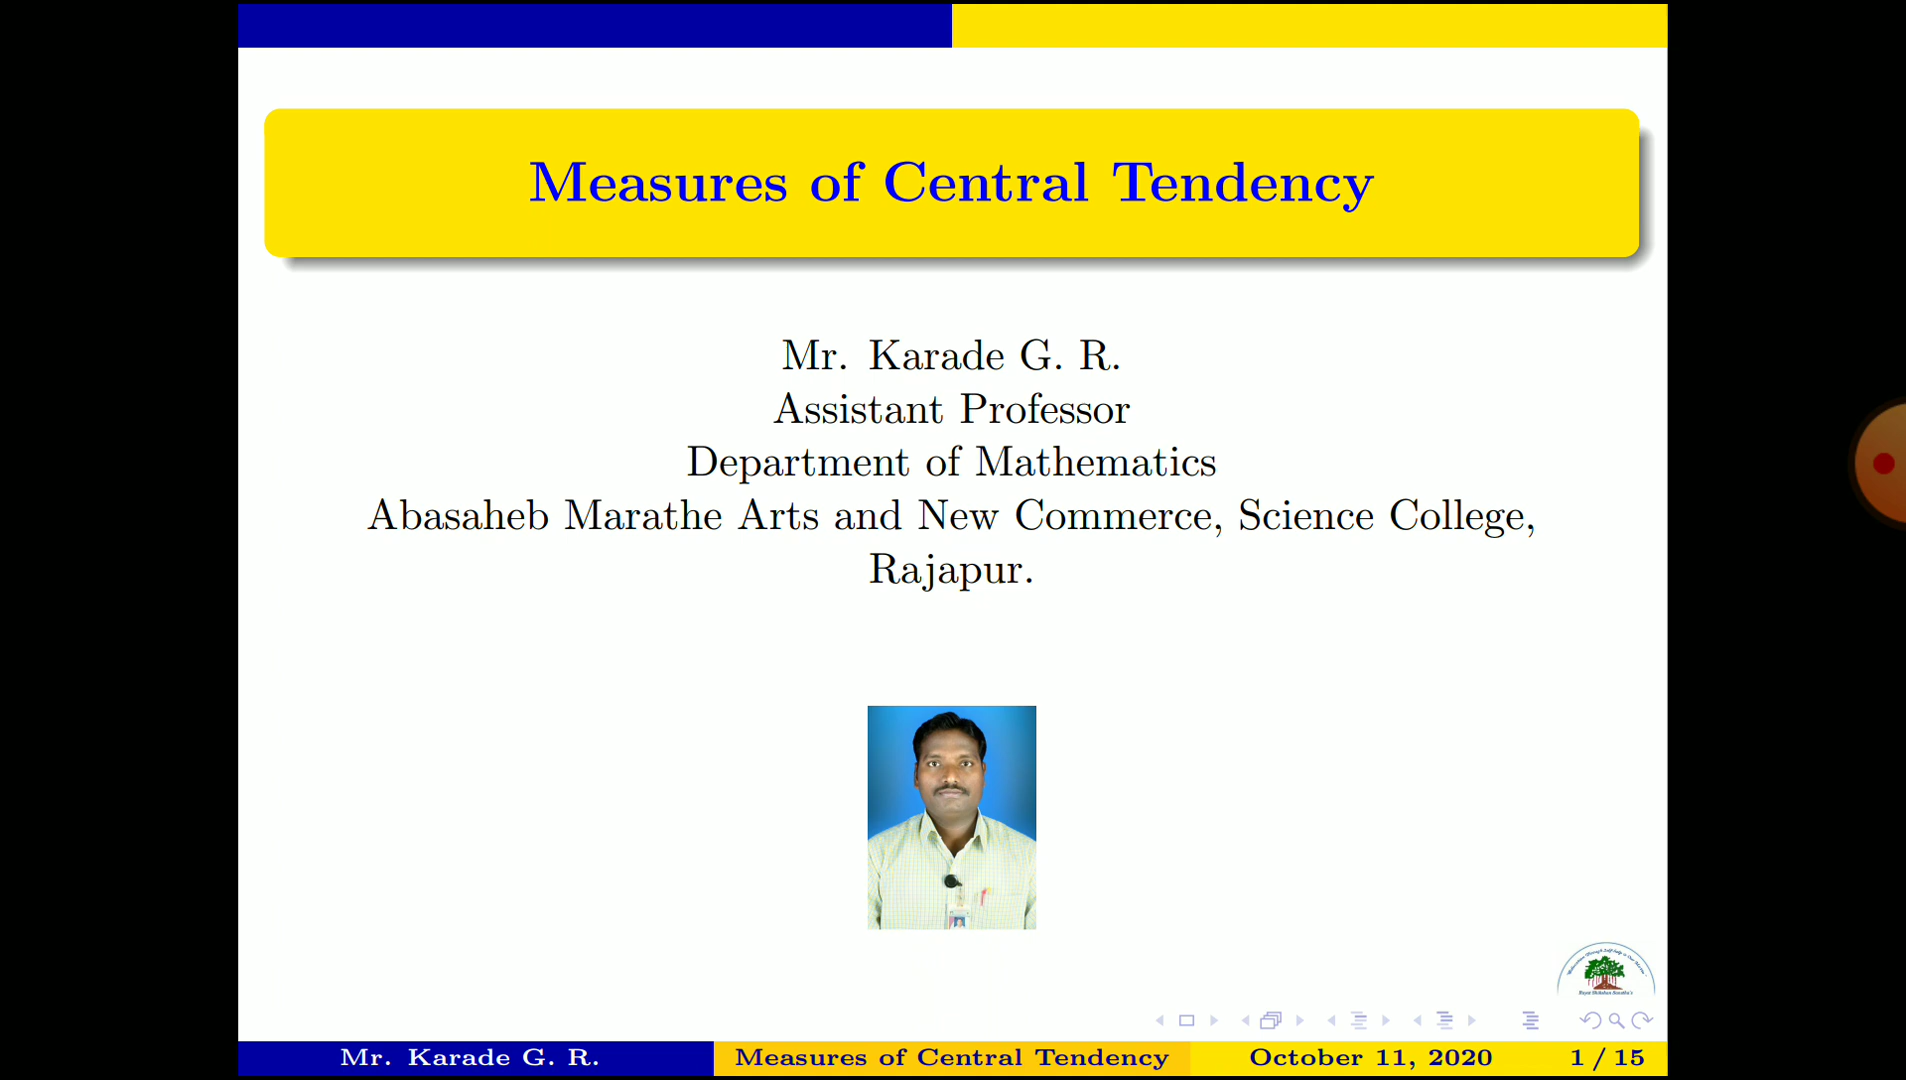 Measures of Central Tendency
Mr. Karade G. R.
Assistant Professor
Department of Mathematics
Abasaheb Marathe Arts and New Commerce, Science College,
Rajapur.
Mr. Karade G. R.
Measures of Central Tendency
October 11, 2020
1 / 15